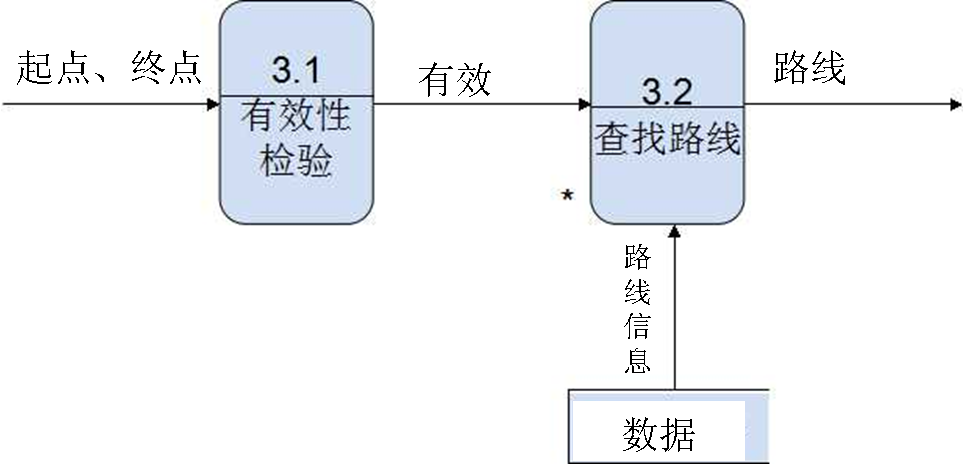 起点、终点
3.1
有效性
检验
有效
3.2
查找路线
*
路线
路线信息
数据